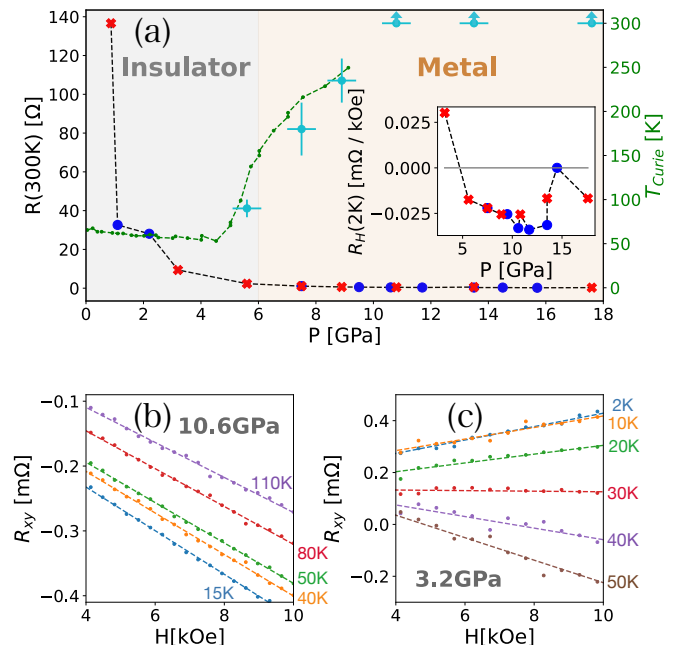 (a)
Insulator
Metal
R(300K) [Ω]
140
120
100
80
60
40
20
0
0 2 4 6 8 10 12 14 16 18
P [GPa]
300
250
200
150
100
50
0
T_Curie [K]
R_H(2K) [mΩ / kOe]
0.025
0.000
−0.025
5 10 15
P [GPa]
(b)
10.6GPa
R_xy [mΩ]
−0.1
−0.2
−0.3
−0.4
110K
80K
50K
40K
15K
4 6 8 10
H[kOe]
(c)
3.2GPa
R_xy [mΩ]
0.4
0.2
0.0
−0.2
2K
10K
20K
30K
40K
50K
4 6 8 10
H[kOe]